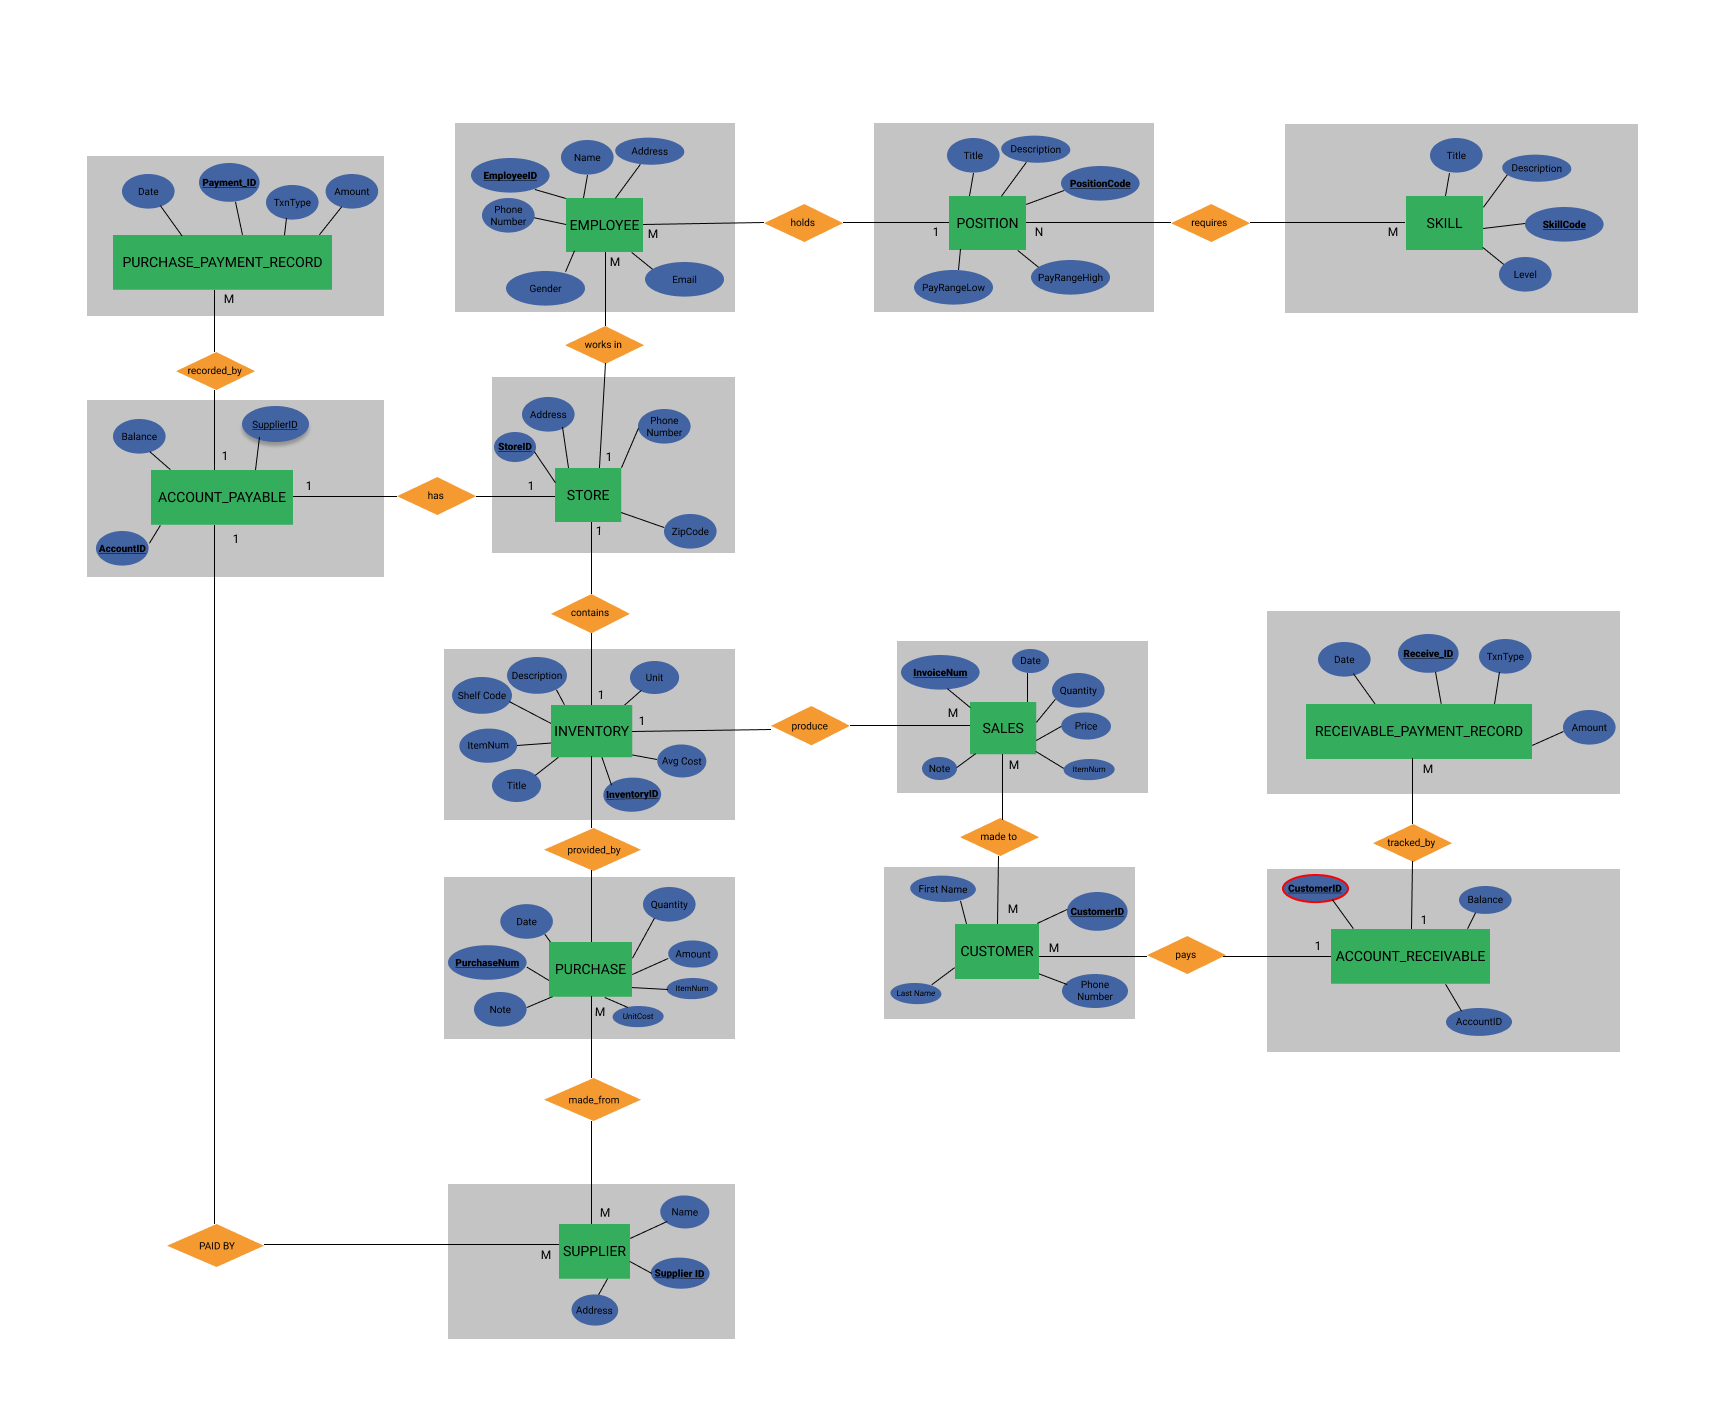 Name
Address
EmployeeID
Phone
Number
EMPLOYEE
M
M
Gender
Email
holds
Title
Description
PositionCode
POSITION
1
N
PayRangeLow
PayRangeHigh
requires
Title
Description
SkillCode
SKILL
M
Level
Date
Payment_ID
TxnType
Amount
PURCHASE_PAYMENT_RECORD
M
recorded_by
works in
Balance
SupplierID
1
ACCOUNT_PAYABLE
1
AccountID
1
has
Address
Phone
Number
StoreID
1
1
STORE
1
ZipCode
contains
Description
Unit
Shelf Code
1
1
INVENTORY
ItemNum
Avg Cost
Title
InventoryID
produce
InvoiceNum
Date
Quantity
M
SALES
Price
Note
M
ItemNum
Date
Receive_ID
TxnType
RECEIVABLE_PAYMENT_RECORD
Amount
M
provided_by
made to
tracked_by
Date
Quantity
PurchaseNum
PURCHASE
Amount
ItemNum
Note
M
UnitCost
First Name
CustomerID
M
CUSTOMER
M
Last Name
Phone
Number
pays
CustomerID
Balance
1
1
ACCOUNT_RECEIVABLE
AccountID
made_from
M
Name
PAID BY
M
SUPPLIER
Supplier ID
Address